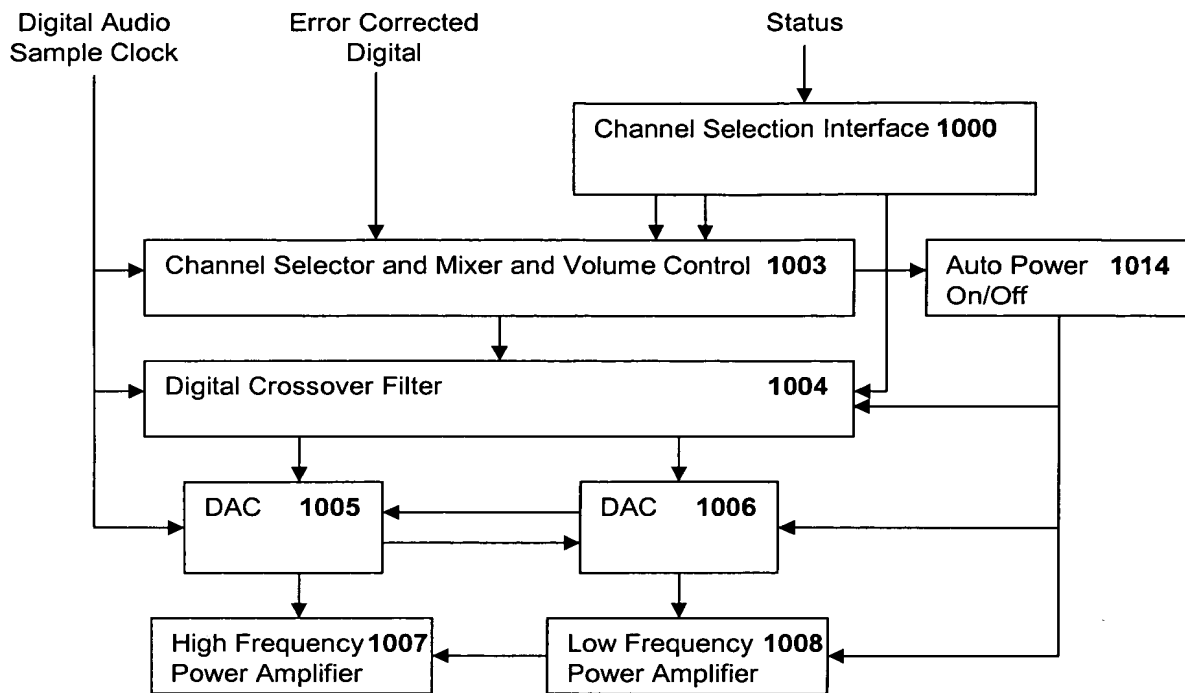 Digital Audio
Sample Clock
Error Corrected
Digital
Status
Channel Selection Interface 1000
Channel Selector and Mixer and Volume Control 1003
Auto Power 1014
On/Off
Digital Crossover Filter 1004
DAC 1005
DAC 1006
High Frequency 1007
Power Amplifier
Low Frequency 1008
Power Amplifier